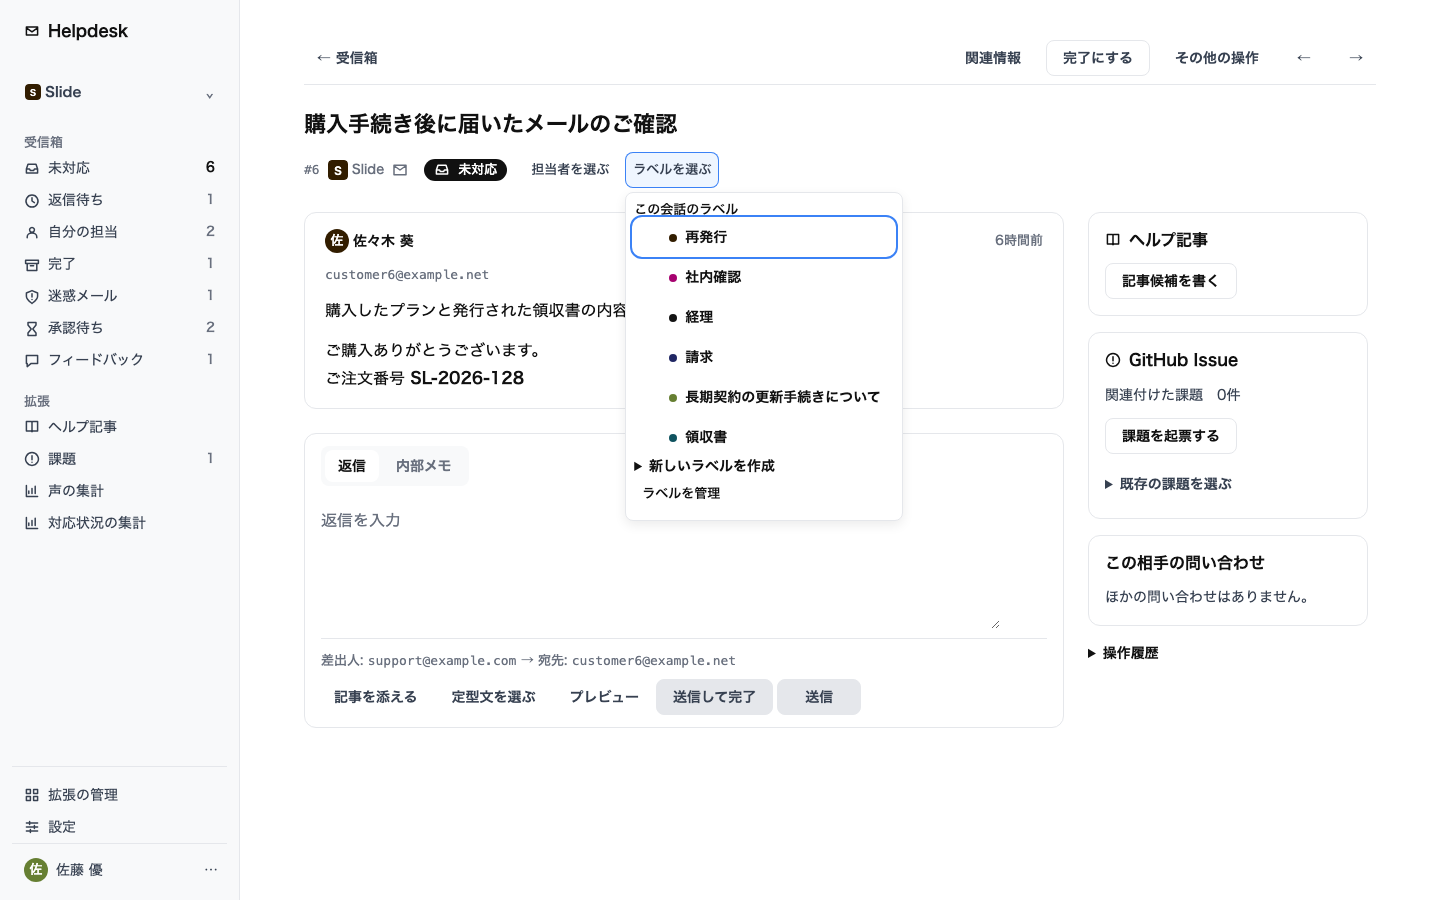 Helpdesk
S Slide
受信箱
未対応 6
返信待ち 1
自分の担当 2
完了 1
迷惑メール 1
承認待ち 2
フィードバック 1
拡張
ヘルプ記事
課題 1
声の集計
対応状況の集計
拡張の管理
設定
佐 佐藤 優 …
← 受信箱
関連情報
完了にする
その他の操作
← →
購入手続き後に届いたメールのご確認
#6 S Slide 未対応 担当者を選ぶ ラベルを選ぶ
この会話のラベル
再発行
社内確認
経理
請求
長期契約の更新手続きについて
領収書
▶ 新しいラベルを作成
ラベルを管理
佐 佐々木 葵 6時間前
customer6@example.net
購入したプランと発行された領収書の内容
ご購入ありがとうございます。
ご注文番号 SL-2026-128
返信 内部メモ
返信を入力
差出人: support@example.com → 宛先: customer6@example.net
記事を添える 定型文を選ぶ プレビュー 送信して完了 送信
ヘルプ記事
記事候補を書く
GitHub Issue
関連付けた課題 0件
課題を起票する
▶ 既存の課題を選ぶ
この相手の問い合わせ
ほかの問い合わせはありません。
▶ 操作履歴